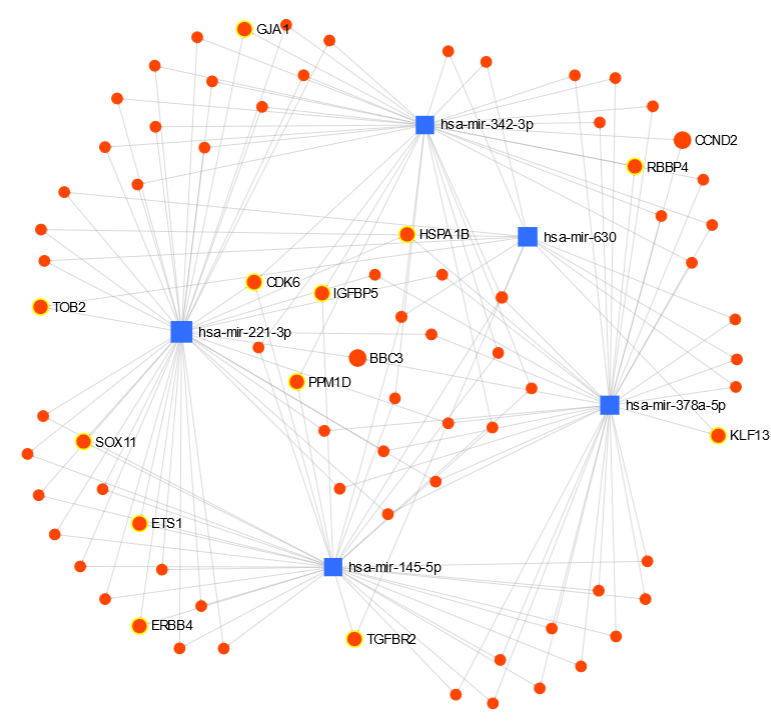 GJA1
hsa-mir-342-3p
CCND2
RBBP4
HSPA1B
hsa-mir-630
CDK6
IGFBP5
TOB2
hsa-mir-221-3p
BBC3
PPM1D
hsa-mir-378a-5p
KLF13
SOX11
ETS1
hsa-mir-145-5p
ERBB4
TGFBR2